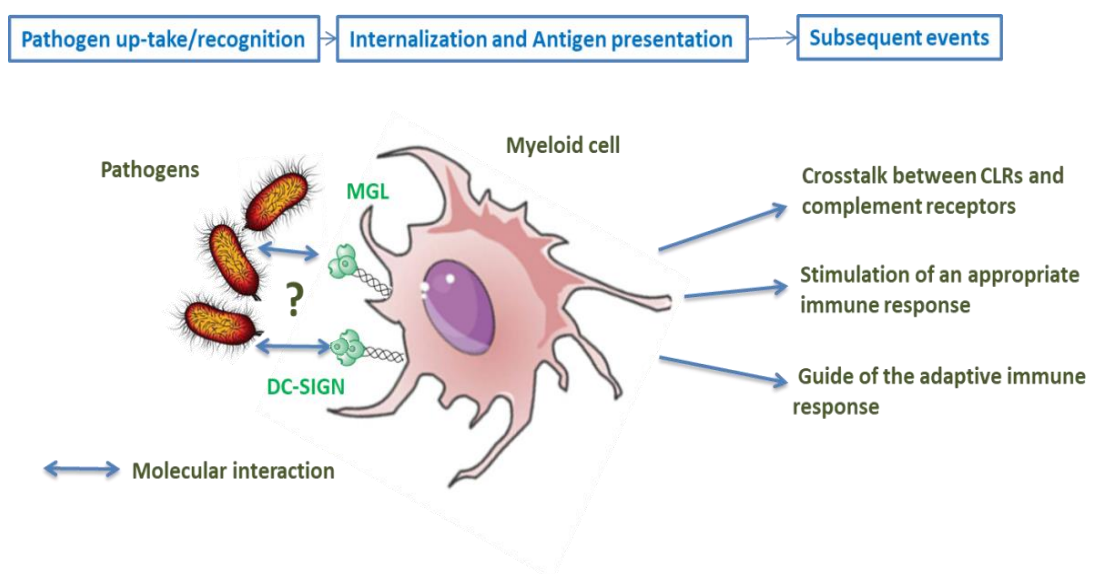 Pathogen up-take/recognition
Internalization and Antigen presentation
Subsequent events
Pathogens
MGL
Myeloid cell
?
DC-SIGN
Crosstalk between CLRs and
complement receptors
Stimulation of an appropriate
immune response
Guide of the adaptive immune
response
Molecular interaction